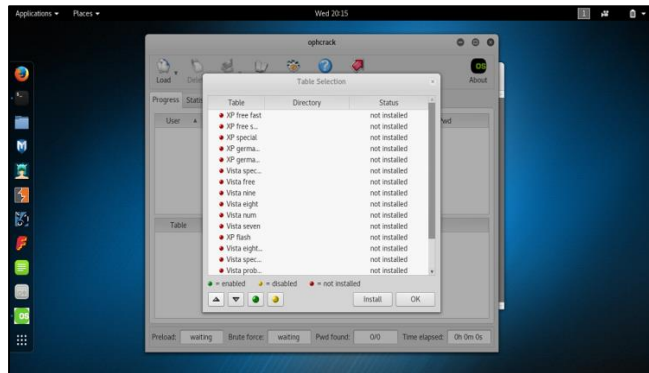 Applications Places Wed 20:15 1
ophcrack
Load About
Progress
Table Selection
Table Directory Status
User
XP free fast not installed
XP free s... not installed
XP special not installed
XP germa... not installed
XP germa... not installed
Vista spec... not installed
Vista free not installed
Vista nine not installed
Vista eight not installed
Vista num not installed
Table Vista seven not installed
XP flash not installed
Vista eight... not installed
Vista spec... not installed
Vista prob... not installed
= enabled = disabled = not installed
Install OK
Preload: waiting Brute force: waiting Pwd found: 0/0 Time elapsed: 0h 0m 0s